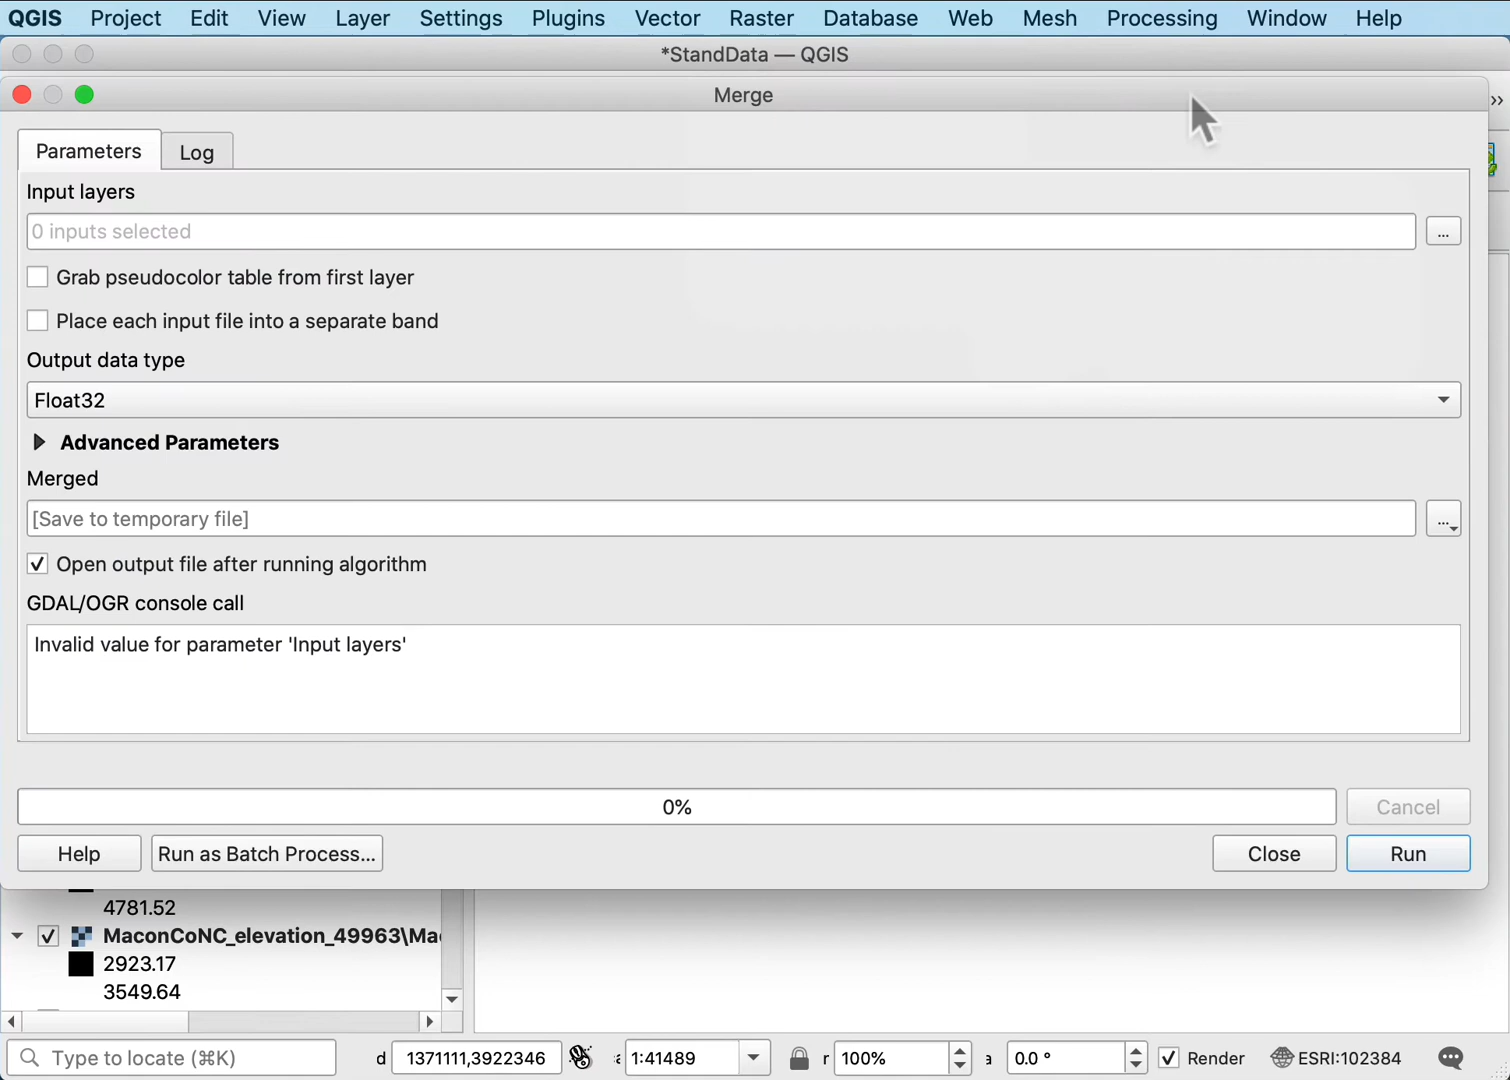 QGIS Project Edit View Layer Settings Plugins Vector Raster Database Web Mesh Processing Window Help
*StandData — QGIS
Merge
»
Parameters Log
Input layers
0 inputs selected ...
Grab pseudocolor table from first layer
Place each input file into a separate band
Output data type
Float32
Advanced Parameters
Merged
[Save to temporary file] ...
Open output file after running algorithm
GDAL/OGR console call
Invalid value for parameter 'Input layers'
0% Cancel
Help Run as Batch Process... Close Run
4781.52
MaconCoNC_elevation_49963\Ma
2923.17
3549.64
Type to locate (⌘K) d 1371111,3922346 1:41489 r 100% a 0.0 ° Render ESRI:102384